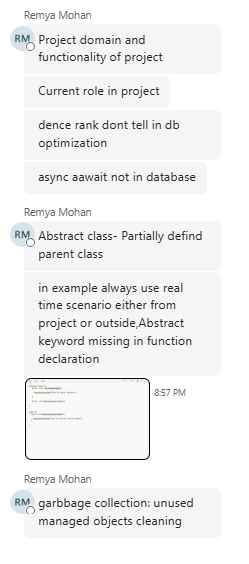 Remya Mohan
RM
Project domain and
functionality of project
Current role in project
dence rank dont tell in db
optimization
async aawait not in database
Remya Mohan
RM
Abstract class- Partially defind
parent class
in example always use real
time scenario either from
project or outside,Abstract
keyword missing in function
declaration
8:57 PM
Remya Mohan
RM
garbbage collection: unused
managed objects cleaning